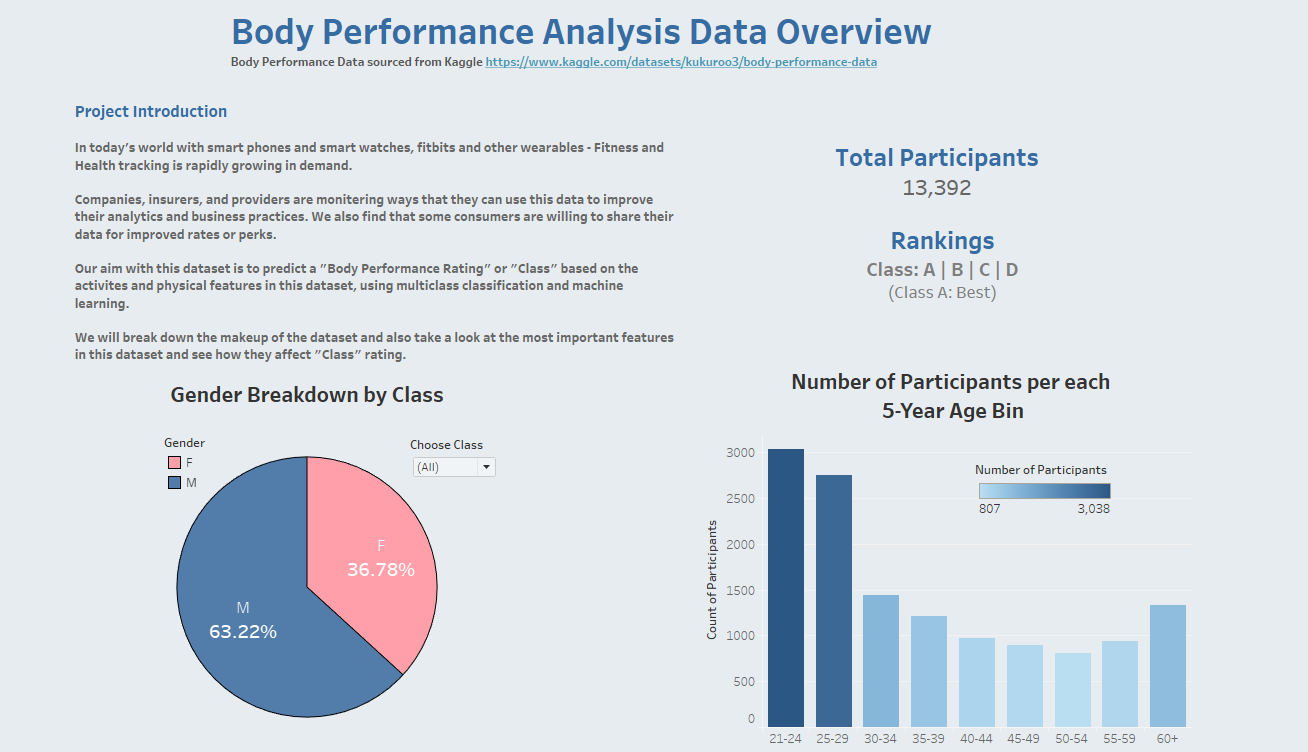 Body Performance Analysis Data Overview
Body Performance Data sourced from Kaggle https://www.kaggle.com/datasets/kukuroo3/body-performance-data
Project Introduction
In today's world with smart phones and smart watches, fitbits and other wearables - Fitness and
Health tracking is rapidly growing in demand.
Companies, insurers, and providers are monitering ways that they can use this data to improve
their analytics and business practices. We also find that some consumers are willing to share their
data for improved rates or perks.
Our aim with this dataset is to predict a "Body Performance Rating" or "Class" based on the
activites and physical features in this dataset, using multiclass classification and machine
learning.
We will break down the makeup of the dataset and also take a look at the most important features
in this dataset and see how they affect "Class" rating.
Total Participants
13,392
Rankings
Class: A | B | C | D
(Class A: Best)
Gender Breakdown by Class
Gender
F
M
Choose Class
(All)
F
36.78%
M
63.22%
Number of Participants per each
5-Year Age Bin
Number of Participants
807 3,038
Count of Participants
3000
2500
2000
1500
1000
500
0
21-24 25-29 30-34 35-39 40-44 45-49 50-54 55-59 60+